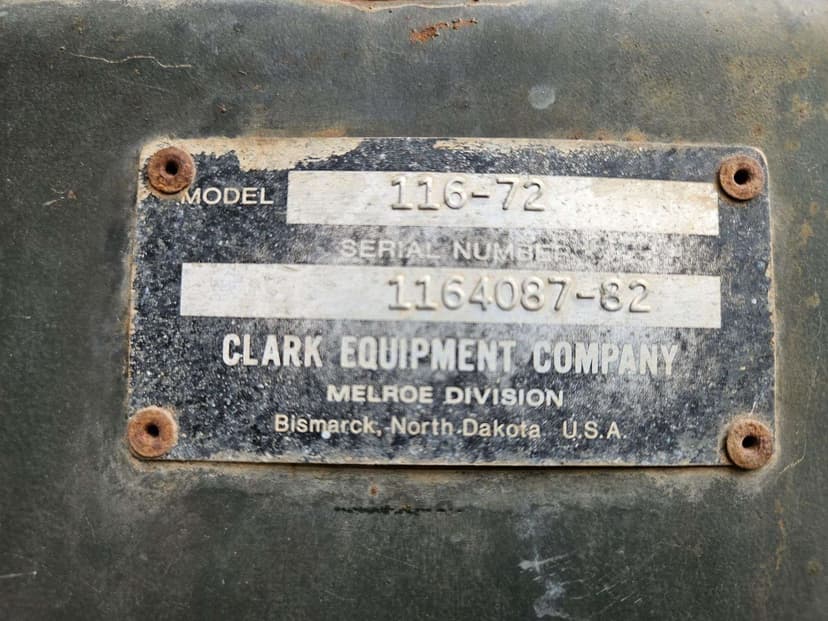 MODEL 116-72
SERIAL NUMBER
1164087-82
CLARK EQUIPMENT COMPANY
MELROE DIVISION
Bismarck, North Dakota U.S.A.